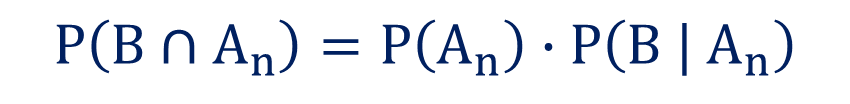 P(B ∩ Aₙ) = P(Aₙ) · P(B | Aₙ)